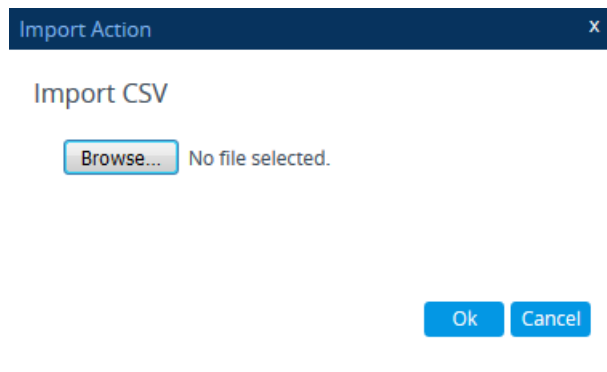 Import Action x
Import CSV
Browse... No file selected.
Ok Cancel